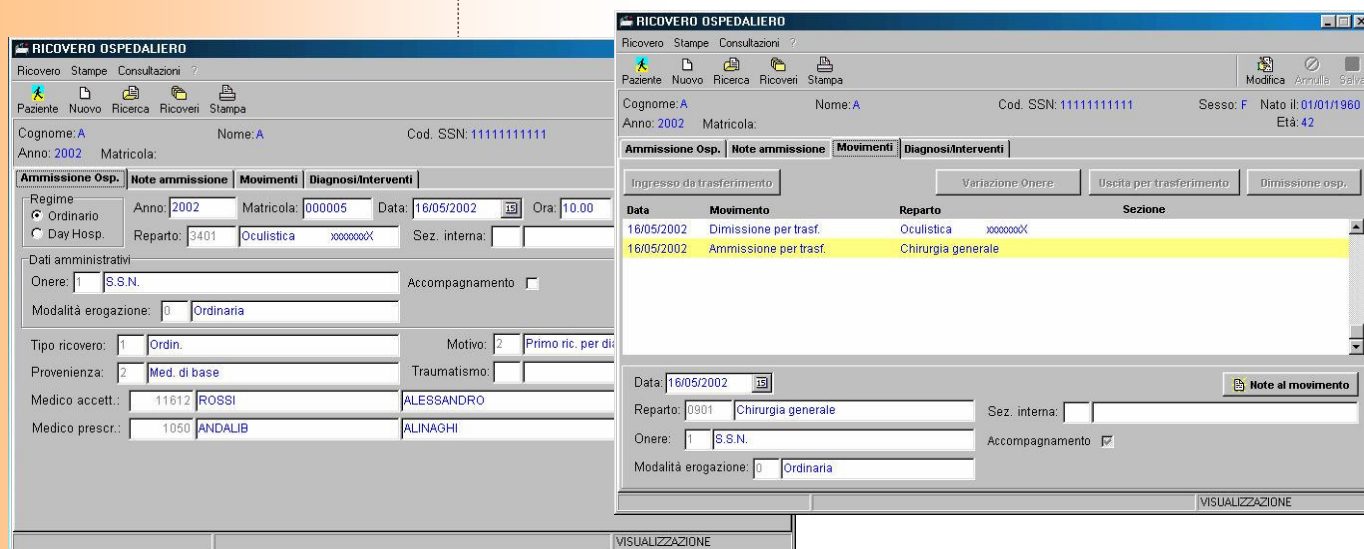 RICOVERO OSPEDALIERO
Ricovero Stampe Consultazioni ?
Paziente Nuovo Ricerca Ricoveri Stampa
Cognome: A Nome: A Cod. SSN: 11111111111
Anno: 2002 Matricola:
Ammissione Osp. Note ammissione Movimenti Diagnosi/Interventi
Regime
Ordinario
Day Hosp.
Anno: 2002 Matricola: 000005 Data: 16/05/2002 15 Ora: 10.00
Reparto: 3401 Oculistica xxxxxxxX Sez. interna:
Dati amministrativi
Onere: 1 S.S.N. Accompagnamento
Modalità erogazione: 0 Ordinaria
Tipo ricovero: 1 Ordin. Motivo: 2 Primo ric. per dia
Provenienza: 2 Med. di base Traumatismo:
Medico accett.: 11612 ROSSI ALESSANDRO
Medico prescr.: 1050 ANDALIB ALINAGHI
VISUALIZZAZIONE
RICOVERO OSPEDALIERO
Ricovero Stampe Consultazioni ?
Paziente Nuovo Ricerca Ricoveri Stampa Modifica Annulla Salva
Cognome: A Nome: A Cod. SSN: 11111111111 Sesso: F Nato il: 01/01/1960
Anno: 2002 Matricola: Età: 42
Ammissione Osp. Note ammissione Movimenti Diagnosi/Interventi
Ingresso da trasferimento Variazione Onere Uscita per trasferimento Dimissione osp.
Data Movimento Reparto Sezione
16/05/2002 Dimissione per trasf. Oculistica xxxxxxxX
16/05/2002 Ammissione per trasf. Chirurgia generale
Data: 16/05/2002 15 Note al movimento
Reparto: 0901 Chirurgia generale Sez. interna:
Onere: 1 S.S.N. Accompagnamento
Modalità erogazione: 0 Ordinaria
VISUALIZZAZIONE